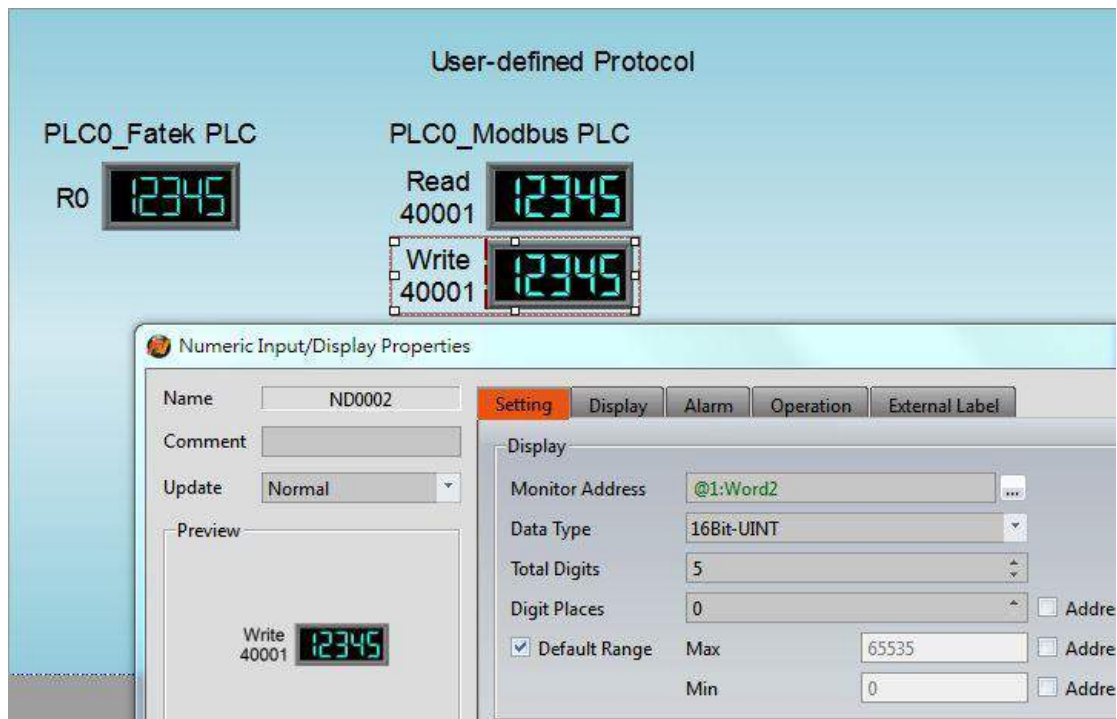 User-defined Protocol
PLC0_Fatek PLC
PLC0_Modbus PLC
R0
12345
Read
40001
12345
Write
40001
12345
Numeric Input/Display Properties
Name
ND0002
Comment
Update
Normal
Preview
Write
40001
12345
Setting
Display
Alarm
Operation
External Label
Display
Monitor Address
@1:Word2
...
Data Type
16Bit-UINT
Total Digits
5
Digit Places
0
Default Range
Max
65535
Min
0